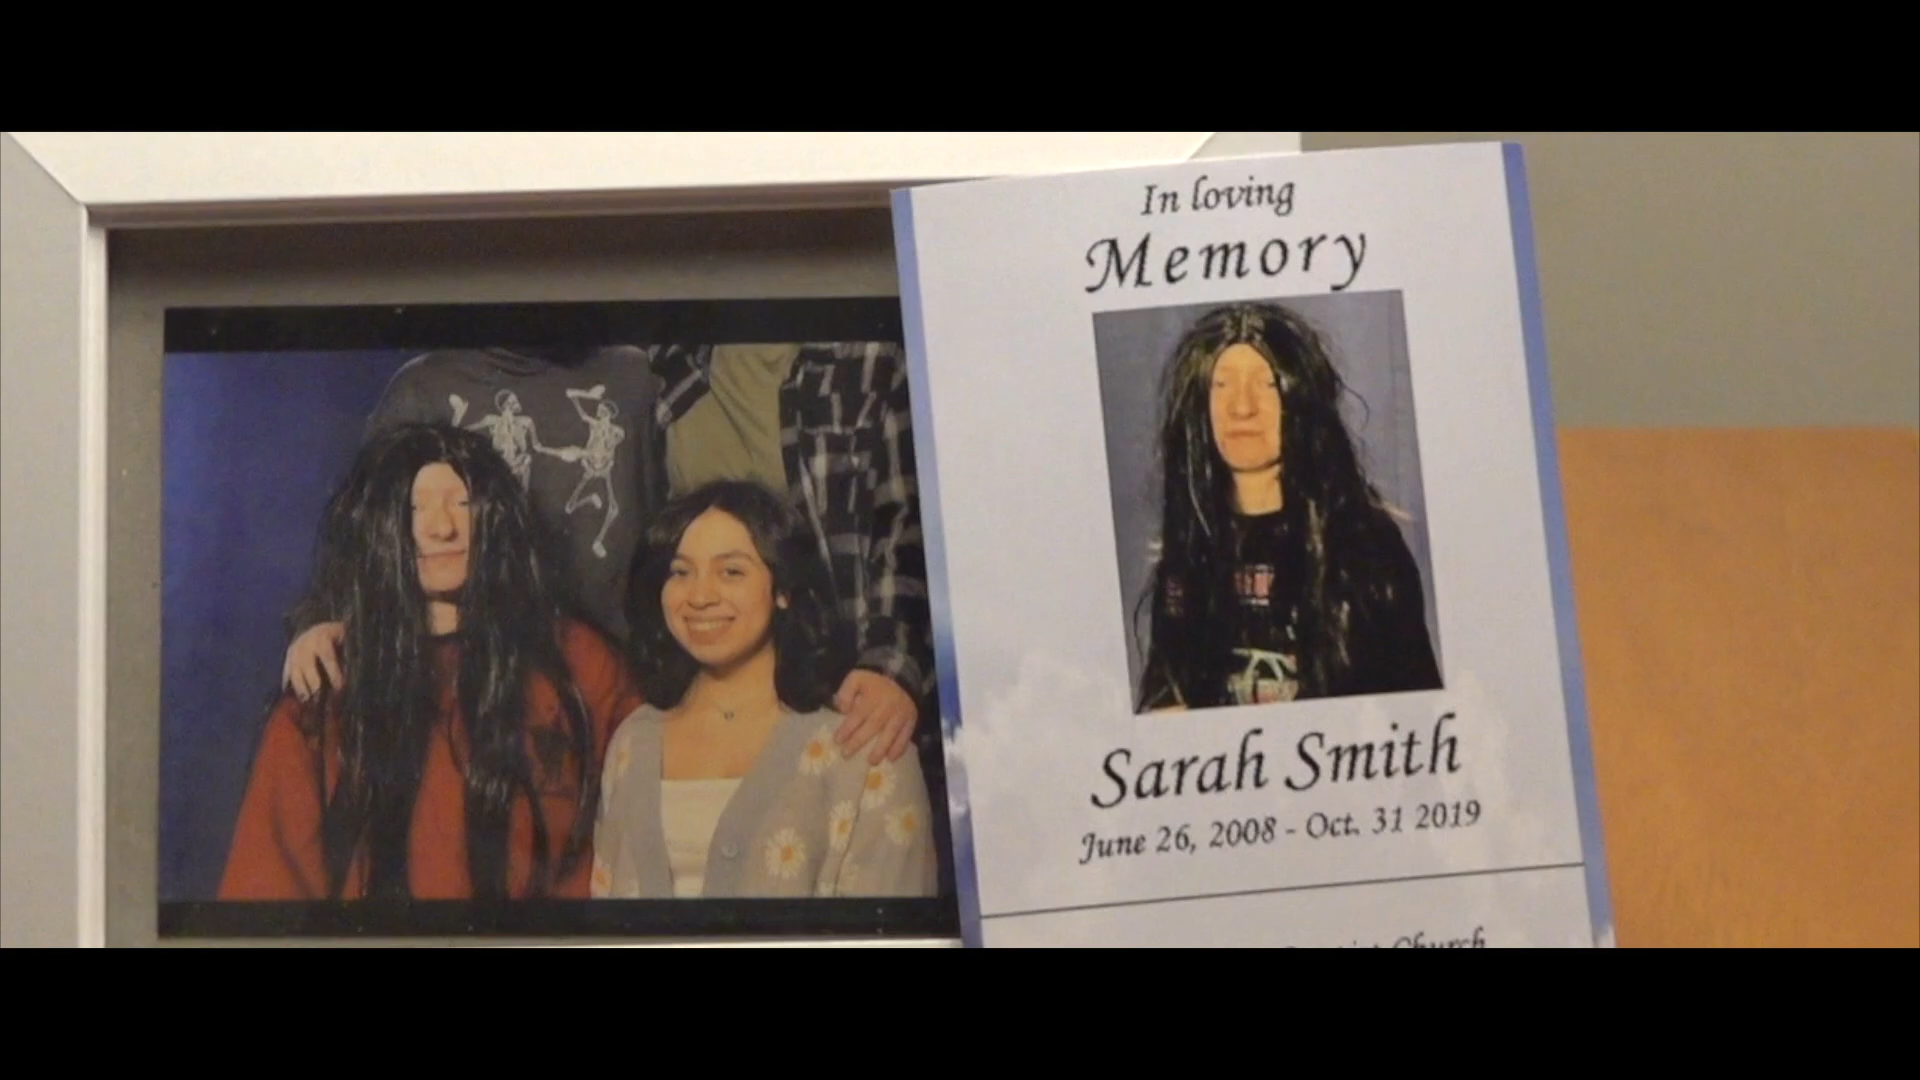 In loving
Memory
Sarah Smith
June 26, 2008 - Oct. 31 2019
Church